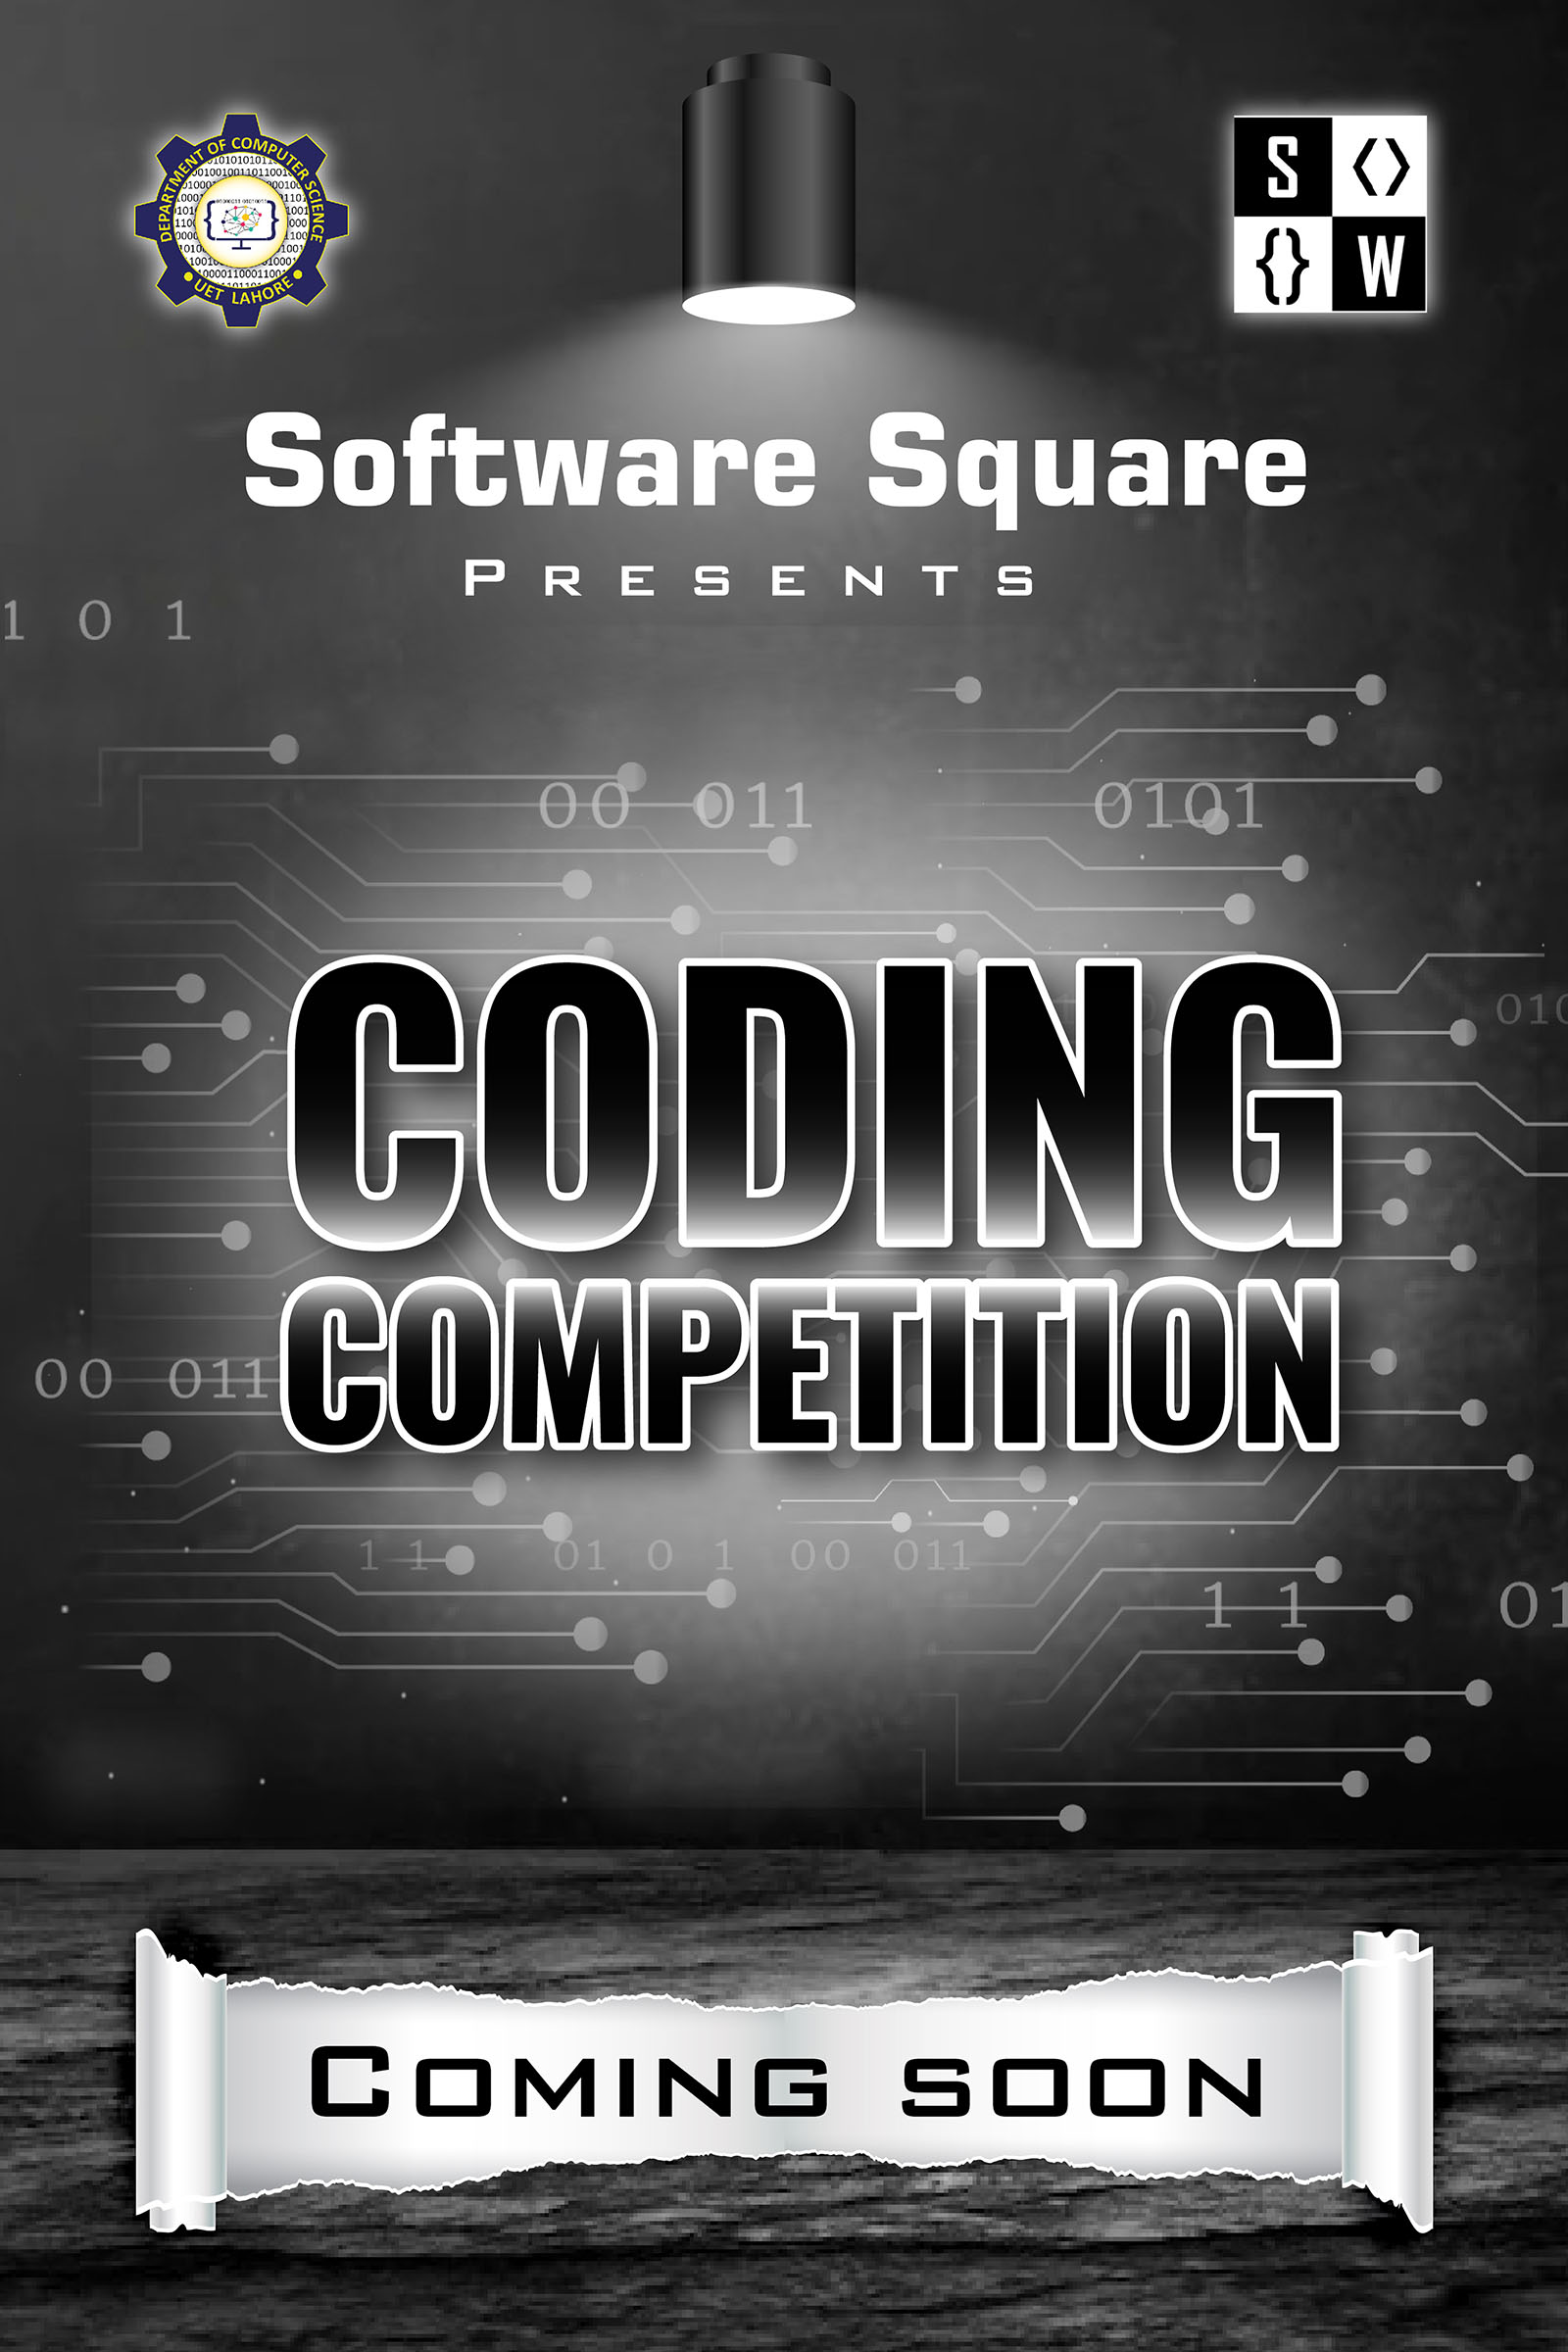 DEPARTMENT OF COMPUTER SCIENCE
UET LAHORE
S <>
{} W
Software Square
PRESENTS
1 0 1
00 011 0101
010
CODING
COMPETITION
00 011
1 1 01 0 1 00 011
1 1 01
COMING SOON